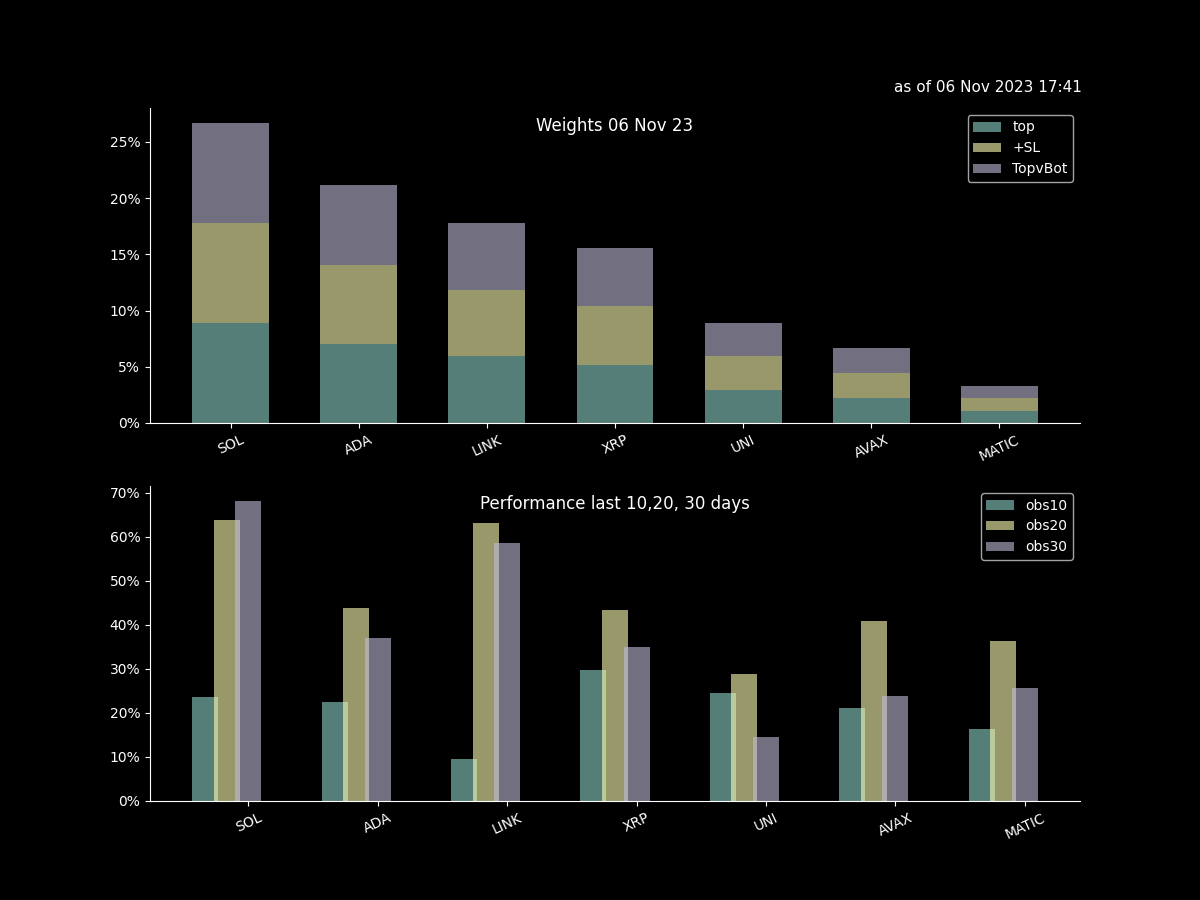 as of 06 Nov 2023 17:41
Weights 06 Nov 23
top
+SL
TopvBot
25%
20%
15%
10%
5%
0%
SOL ADA LINK XRP UNI AVAX MATIC
Performance last 10,20, 30 days
obs10
obs20
obs30
70%
60%
50%
40%
30%
20%
10%
0%
SOL ADA LINK XRP UNI AVAX MATIC